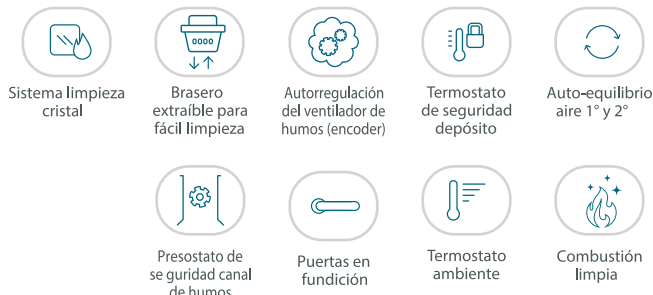 Sistema limpieza
cristal
Brasero
extraíble para
fácil limpieza
Autorregulación
del ventilador de
humos (encoder)
Termostato
de seguridad
depósito
Auto-equilibrio
aire 1° y 2°
Presostato de
se guridad canal
de humos
Puertas en
fundición
Termostato
ambiente
Combustión
limpia